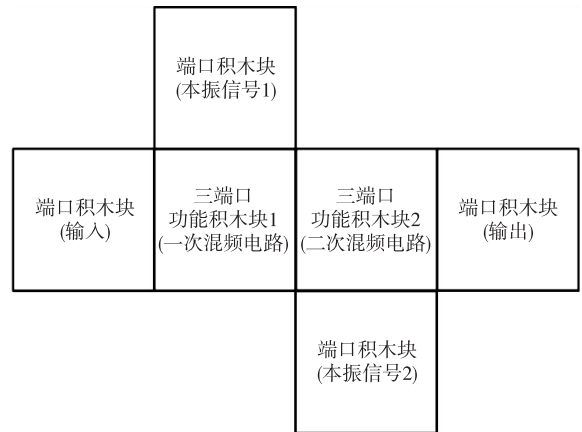 端口积木块
(本振信号1)
端口积木块
(输入)
三端口
功能积木块1
(一次混频电路)
三端口
功能积木块2
(二次混频电路)
端口积木块
(输出)
端口积木块
(本振信号2)